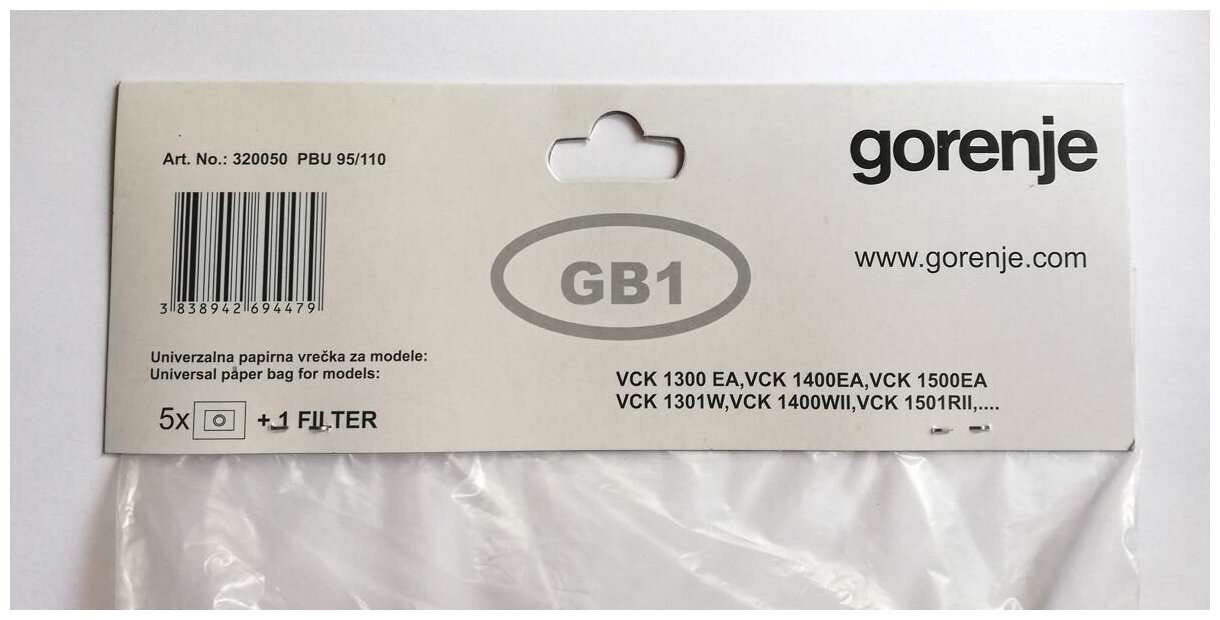 Art. No.: 320050 PBU 95/110
gorenje
www.gorenje.com
GB1
3 838942 694479
Univerzalna papirna vrečka za modele:
Universal paper bag for models:
5x + 1 FILTER
VCK 1300 EA,VCK 1400EA,VCK 1500EA
VCK 1301W,VCK 1400WII,VCK 1501RII,....